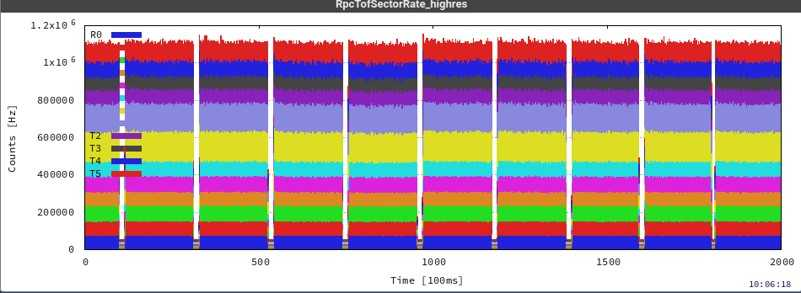 RpcTofSectorRate_highres
1.2x10 6
1x10 6
800000
600000
400000
200000
0
Counts [Hz]
R0
T2
T3
T4
T5
0 500 1000 1500 2000
Time [100ms]
10:06:18